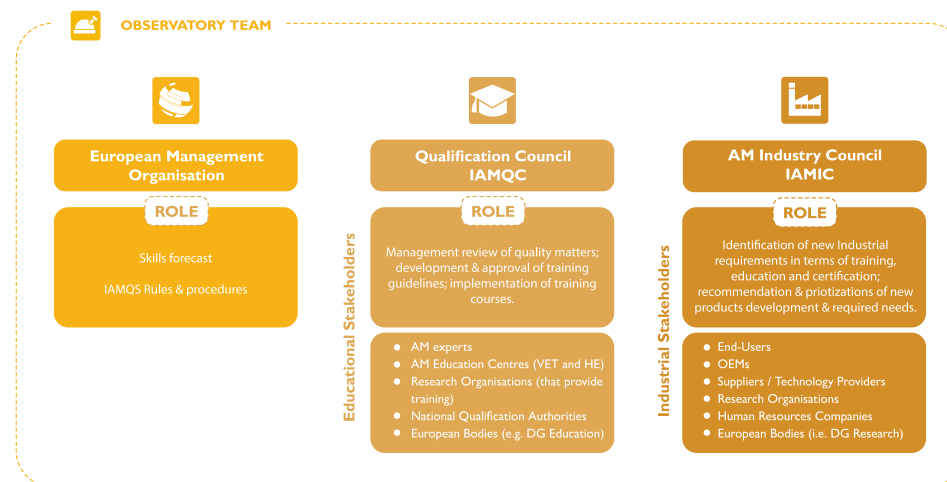 OBSERVATORY TEAM
European Management
Organisation
ROLE
Skills forecast
IAMQS Rules & procedures
Educational Stakeholders
Qualification Council
IAMQC
ROLE
Management review of quality matters;
development & approval of training
guidelines; implementation of training
courses.
AM experts
AM Education Centres (VET and HE)
Research Organisations (that provide
training)
National Qualification Authorities
European Bodies (e.g. DG Education)
Industrial Stakeholders
AM Industry Council
IAMIC
ROLE
Identification of new Industrial
requirements in terms of training,
education and certification;
recommendation & priotizations of new
products development & required needs.
End-Users
OEMs
Suppliers / Technology Providers
Research Organisations
Human Resources Companies
European Bodies (i.e. DG Research)